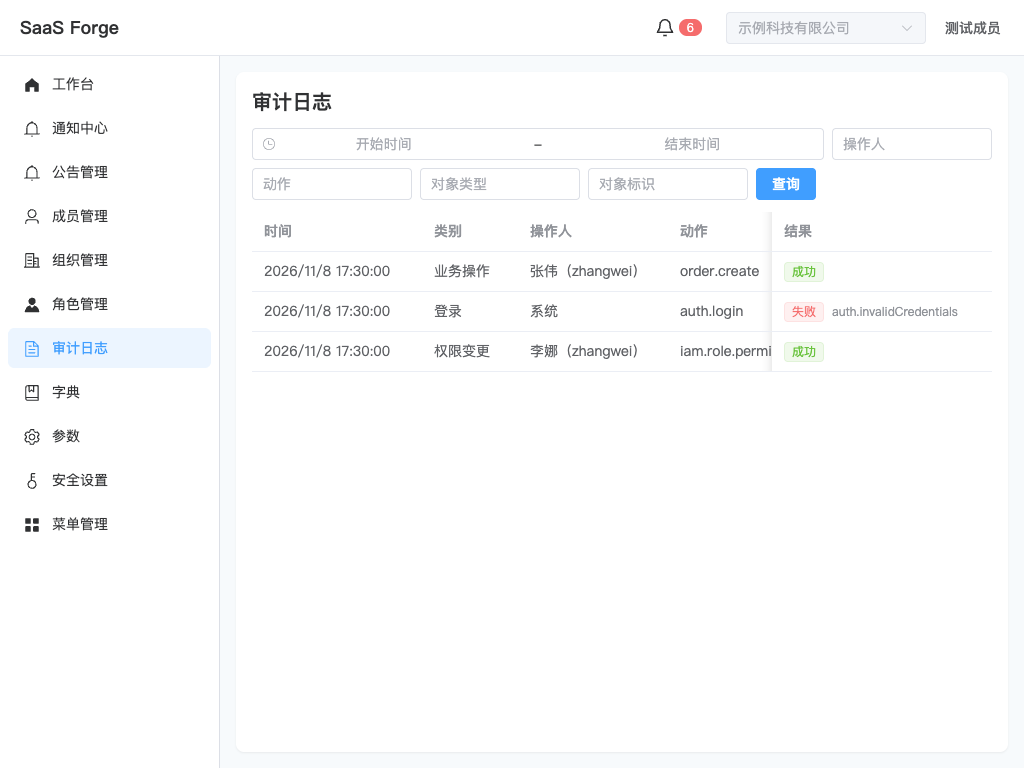 SaaS Forge
6
示例科技有限公司
测试成员
工作台
通知中心
公告管理
成员管理
组织管理
角色管理
审计日志
字典
参数
安全设置
菜单管理
审计日志
开始时间 – 结束时间 操作人
动作 对象类型 对象标识 查询
时间 类别 操作人 动作 结果
2026/11/8 17:30:00 业务操作 张伟（zhangwei） order.create 成功
2026/11/8 17:30:00 登录 系统 auth.login 失败 auth.invalidCredentials
2026/11/8 17:30:00 权限变更 李娜（zhangwei） iam.role.permi 成功